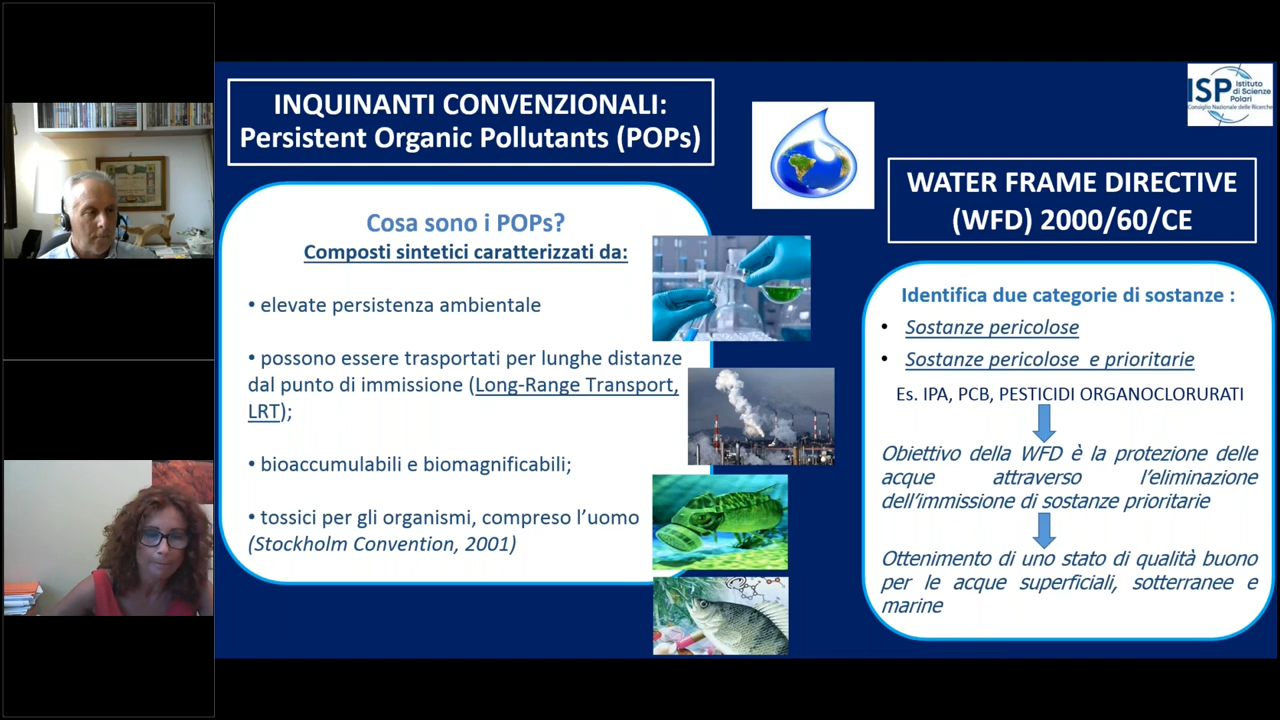 INQUINANTI CONVENZIONALI:
Persistent Organic Pollutants (POPs)
Cosa sono i POPs?
Composti sintetici caratterizzati da:
• elevate persistenza ambientale
• possono essere trasportati per lunghe distanze
dal punto di immissione (Long-Range Transport,
LRT);
• bioaccumulabili e biomagnificabili;
• tossici per gli organismi, compreso l'uomo
(Stockholm Convention, 2001)
ISP Istituto
di Scienze
Polari
Consiglio Nazionale delle Ricerche
WATER FRAME DIRECTIVE
(WFD) 2000/60/CE
Identifica due categorie di sostanze :
• Sostanze pericolose
• Sostanze pericolose e prioritarie
Es. IPA, PCB, PESTICIDI ORGANOCLORURATI
Obiettivo della WFD è la protezione delle
acque attraverso l'eliminazione
dell'immissione di sostanze prioritarie
Ottenimento di uno stato di qualità buono
per le acque superficiali, sotterranee e
marine